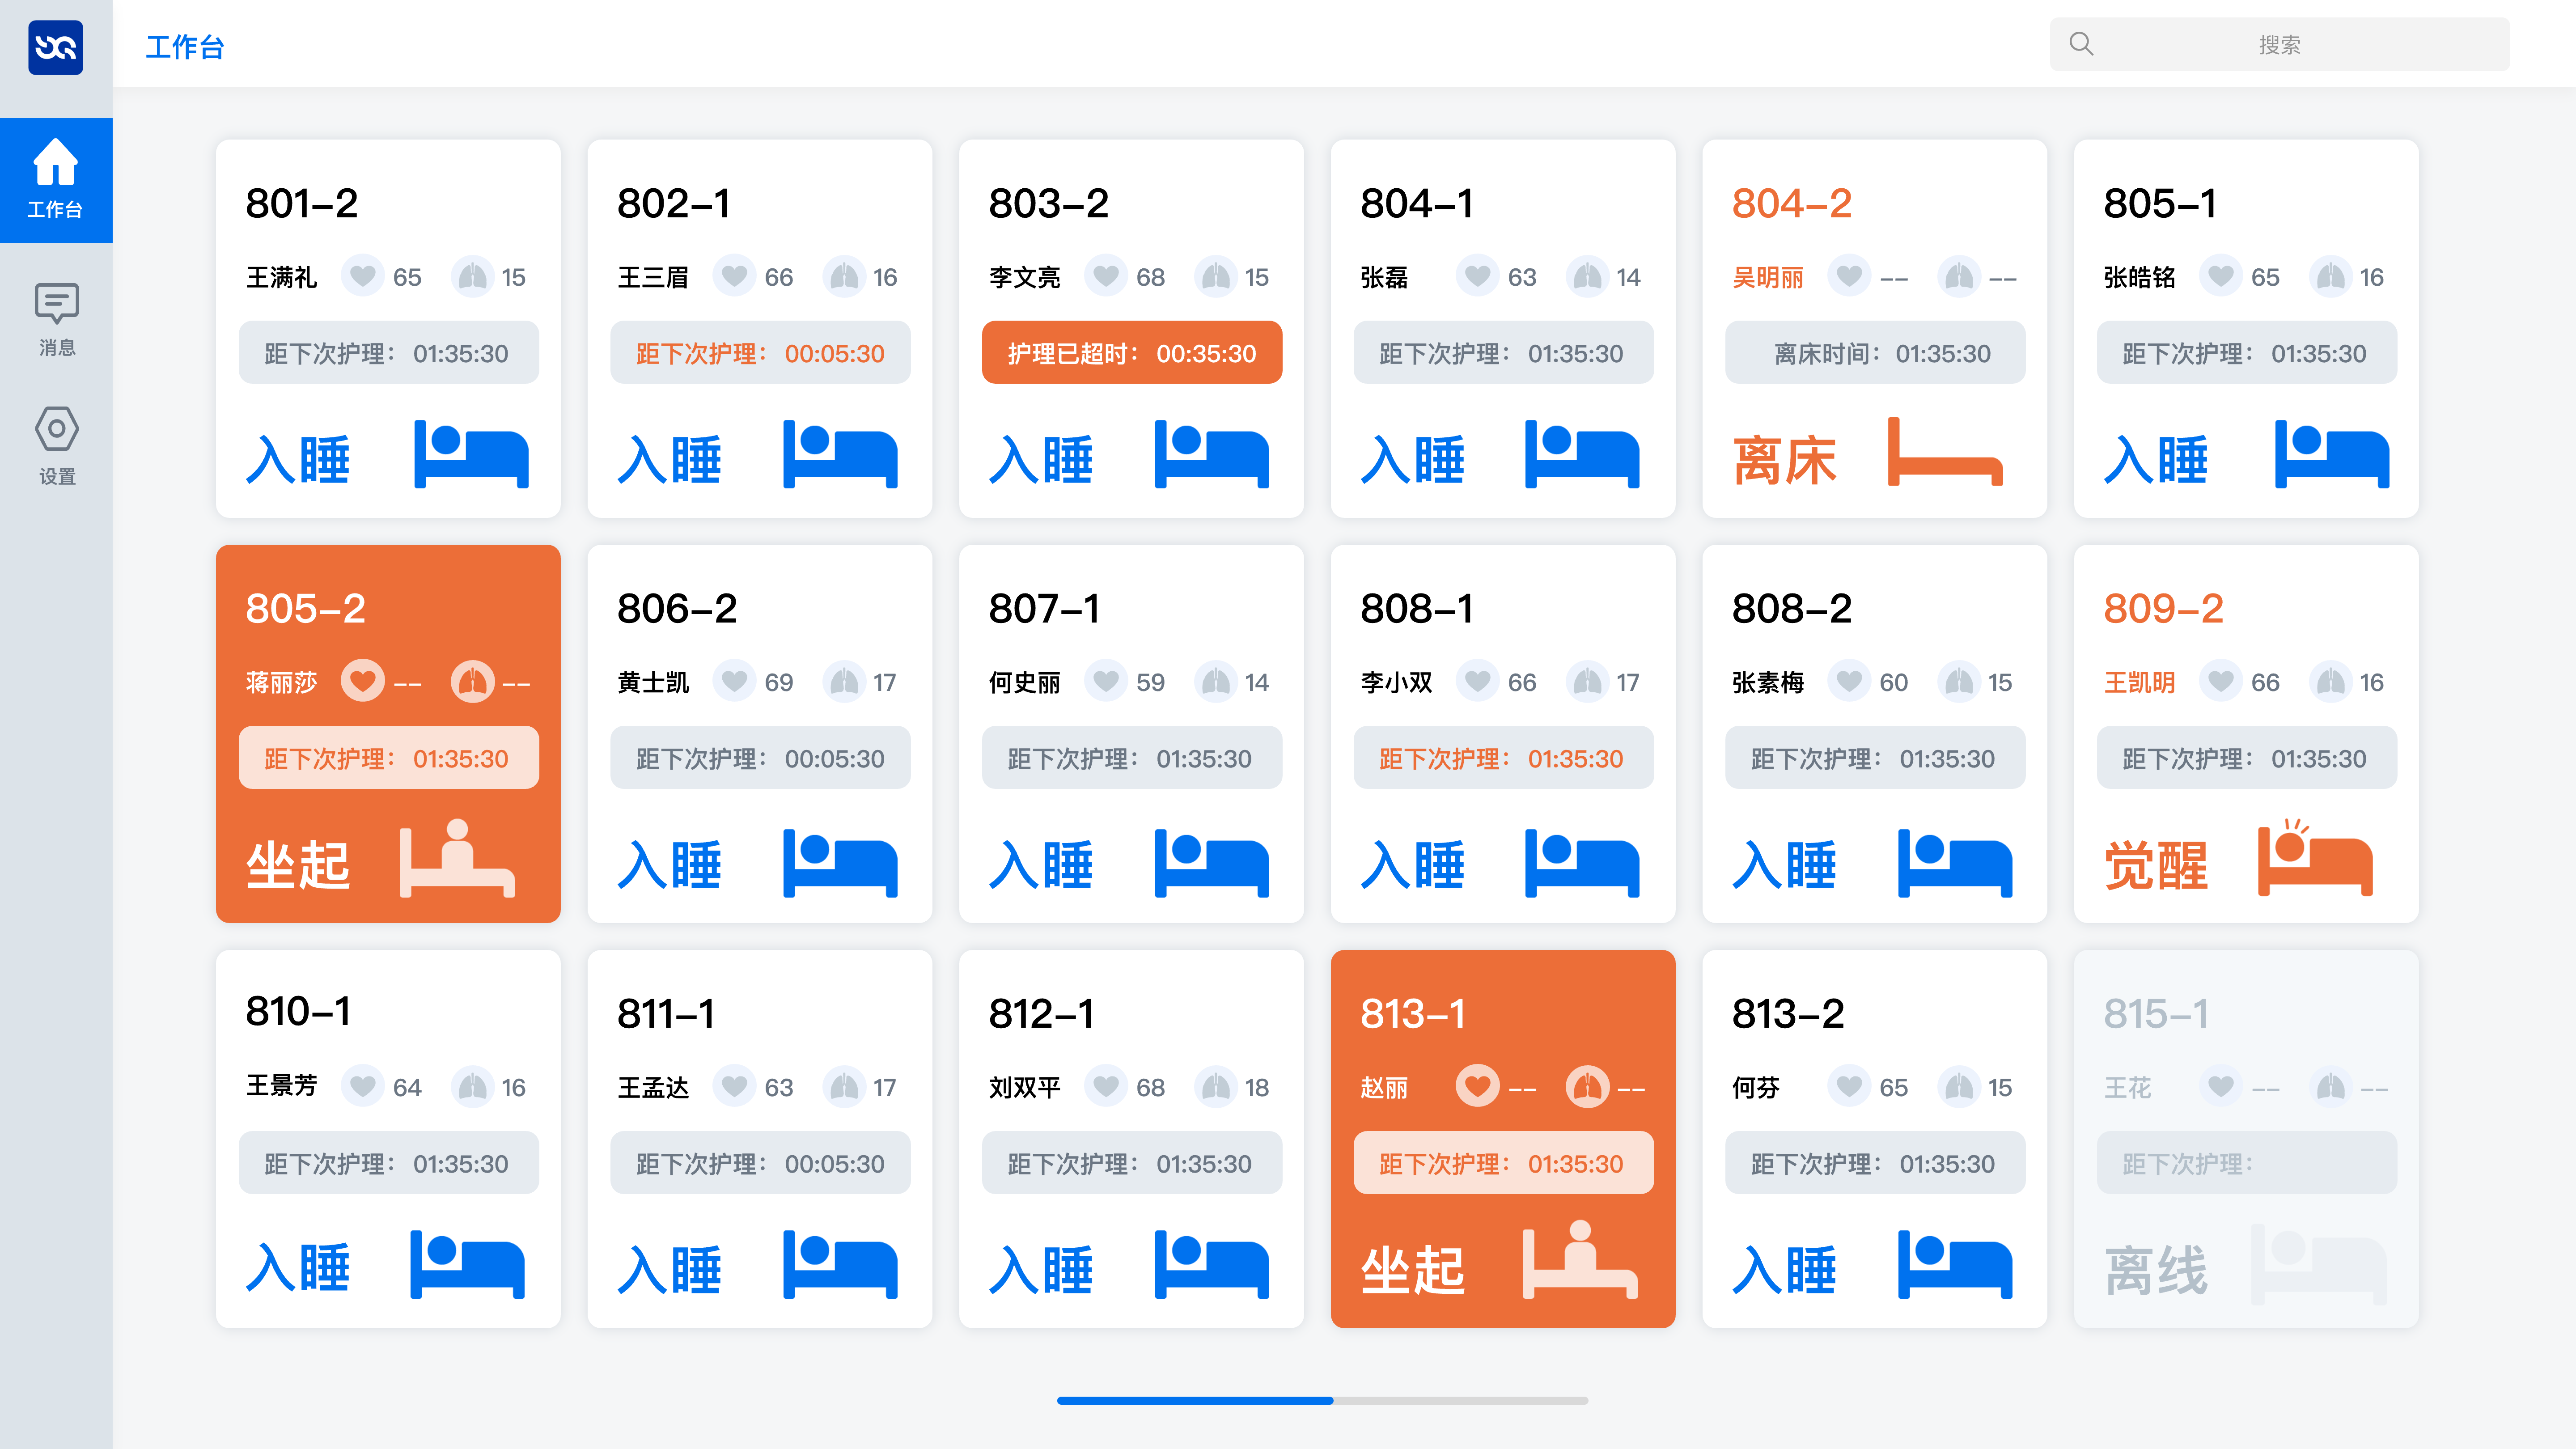 工作台
搜索
工作台
消息
设置
801-2
王满礼 65 15
距下次护理： 01:35:30
入睡
802-1
王三眉 66 16
距下次护理： 00:05:30
入睡
803-2
李文亮 68 15
护理已超时： 00:35:30
入睡
804-1
张磊 63 14
距下次护理： 01:35:30
入睡
804-2
吴明丽 -- --
离床时间： 01:35:30
离床
805-1
张皓铭 65 16
距下次护理： 01:35:30
入睡
805-2
蒋丽莎 -- --
距下次护理： 01:35:30
坐起
806-2
黄士凯 69 17
距下次护理： 00:05:30
入睡
807-1
何史丽 59 14
距下次护理： 01:35:30
入睡
808-1
李小双 66 17
距下次护理： 01:35:30
入睡
808-2
张素梅 60 15
距下次护理： 01:35:30
入睡
809-2
王凯明 66 16
距下次护理： 01:35:30
觉醒
810-1
王景芳 64 16
距下次护理： 01:35:30
入睡
811-1
王孟达 63 17
距下次护理： 00:05:30
入睡
812-1
刘双平 68 18
距下次护理： 01:35:30
入睡
813-1
赵丽 -- --
距下次护理： 01:35:30
坐起
813-2
何芬 65 15
距下次护理： 01:35:30
入睡
815-1
王花 -- --
距下次护理：
离线